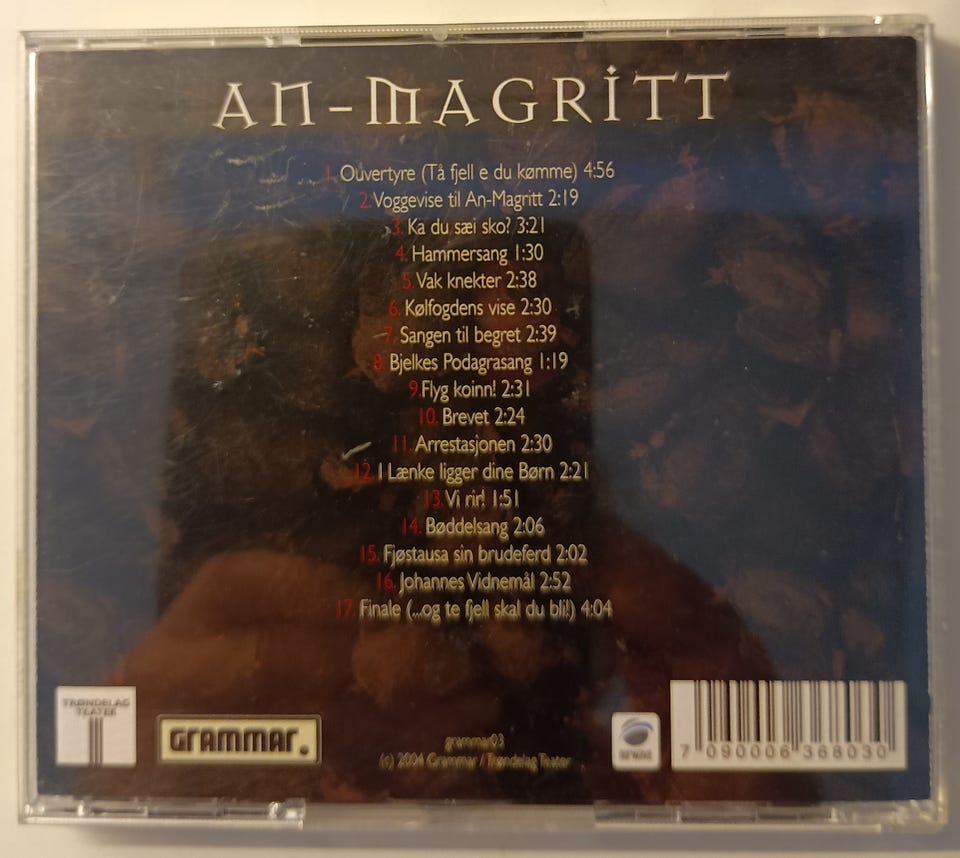 AN-MAGRITT
1. Ouvertyre (Tå fjell e du kømme) 4:56
2. Voggevise til An-Magritt 2:19
3. Ka du sæi sko? 3:21
4. Hammersang 1:30
5. Vak knekter 2:38
6. Kølfogdens vise 2:30
7. Sangen til begret 2:39
8. Bjelkes Podagrasang 1:19
9. Flyg koinn! 2:31
10. Brevet 2:24
11. Arrestasjonen 2:30
12. I Lænke ligger dine Børn 2:21
13. Vi rir! 1:51
14. Bøddelsang 2:06
15. Fjøstausa sin brudeferd 2:02
16. Johannes Vidnemål 2:52
17. Finale (...og te fjell skal du bli!) 4:04
TRØNDELAG
TEATER
GRAMMAR.
grammar03
(c) 2004 Grammar / Trøndelag Teater
7 090006 368030